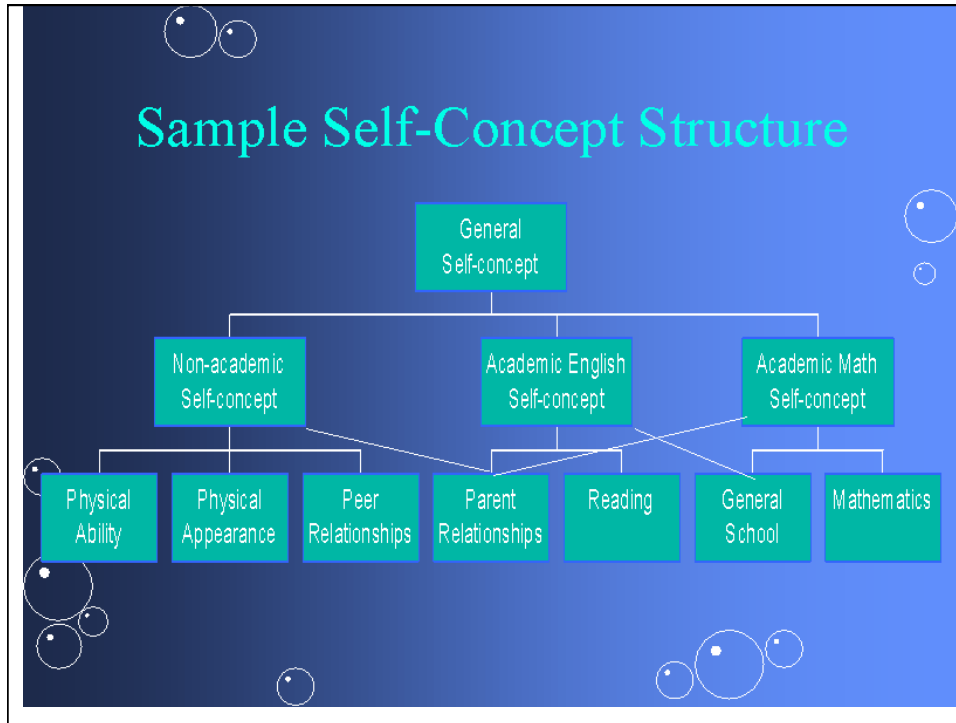 Sample Self-Concept Structure
General
Self-concept
Non-academic
Self-concept
Academic English
Self-concept
Academic Math
Self-concept
Physical
Ability
Physical
Appearance
Peer
Relationships
Parent
Relationships
Reading
General
School
Mathematics